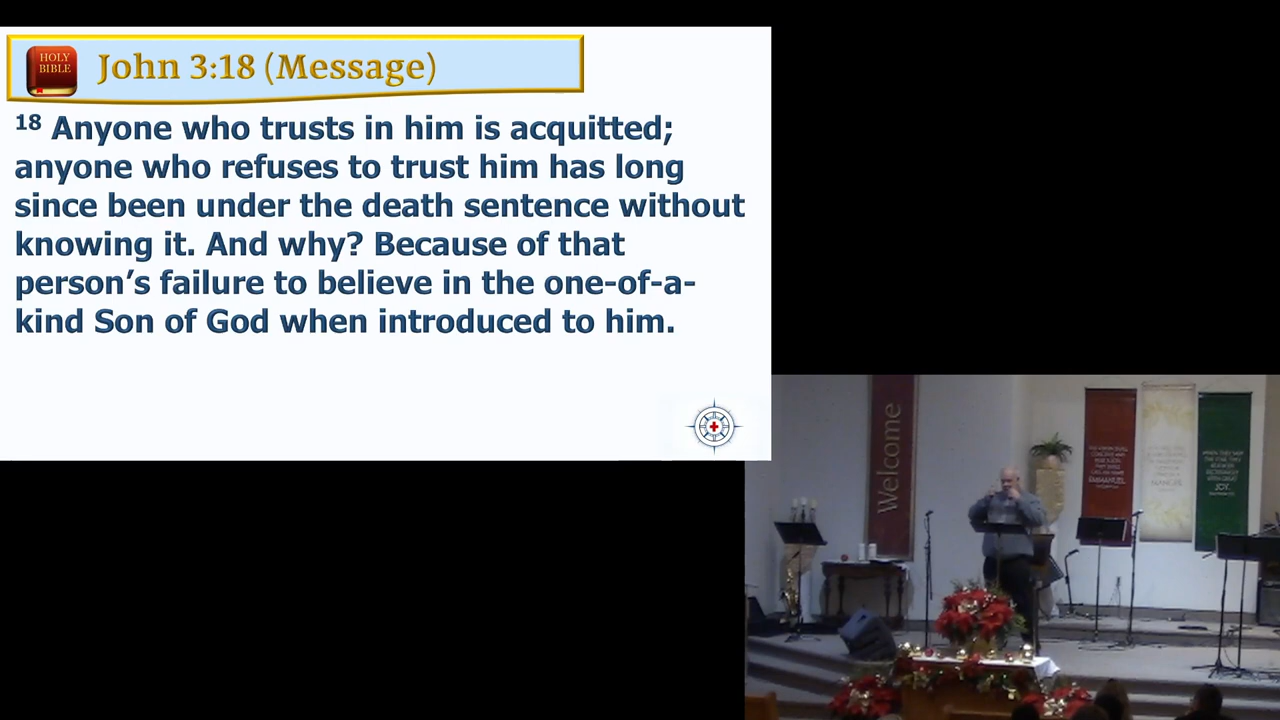 HOLY
BIBLE
John 3:18 (Message)
18 Anyone who trusts in him is acquitted;
anyone who refuses to trust him has long
since been under the death sentence without
knowing it. And why? Because of that
person’s failure to believe in the one-of-a-
kind Son of God when introduced to him.
Welcome
EMMANUEL
JOY